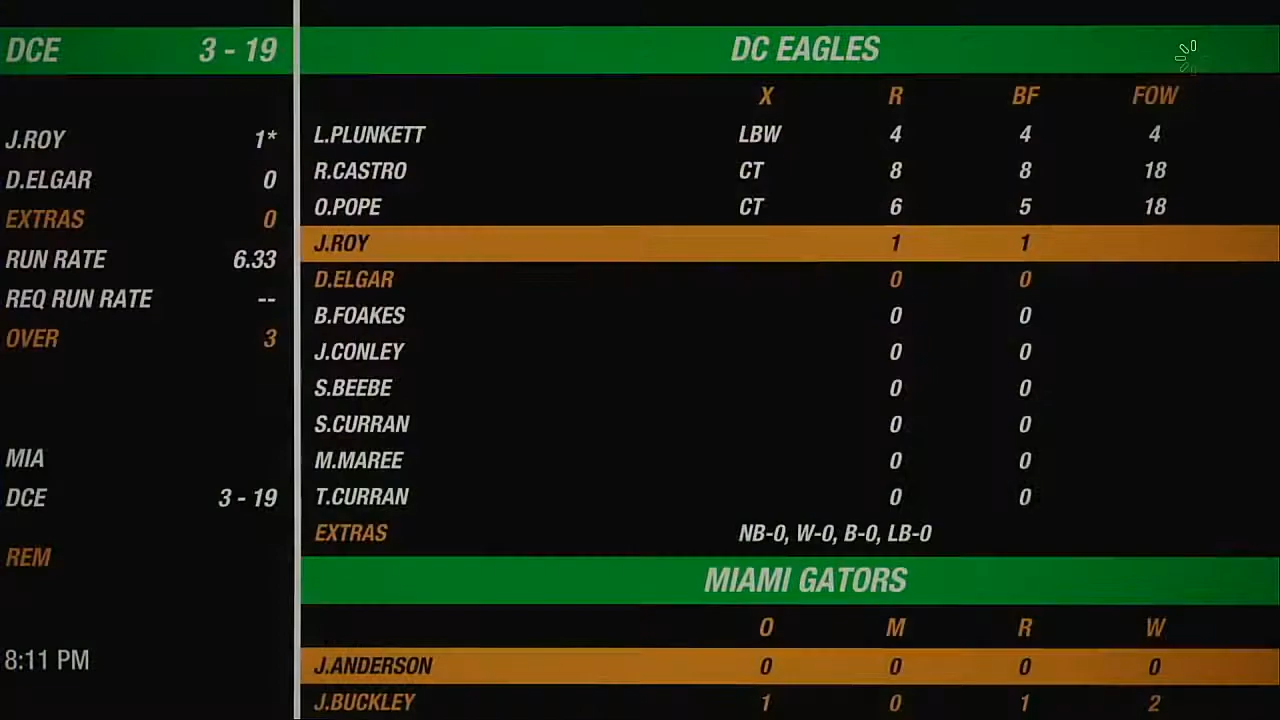 DCE 3 - 19
J.ROY 1*
D.ELGAR 0
EXTRAS 0
RUN RATE 6.33
REQ RUN RATE --
OVER 3
MIA
DCE 3 - 19
REM
8:11 PM
DC EAGLES
X R BF FOW
L.PLUNKETT LBW 4 4 4
R.CASTRO CT 8 8 18
O.POPE CT 6 5 18
J.ROY 1 1
D.ELGAR 0 0
B.FOAKES 0 0
J.CONLEY 0 0
S.BEEBE 0 0
S.CURRAN 0 0
M.MAREE 0 0
T.CURRAN 0 0
EXTRAS NB-0, W-0, B-0, LB-0
MIAMI GATORS
O M R W
J.ANDERSON 0 0 0 0
J.BUCKLEY 1 0 1 2